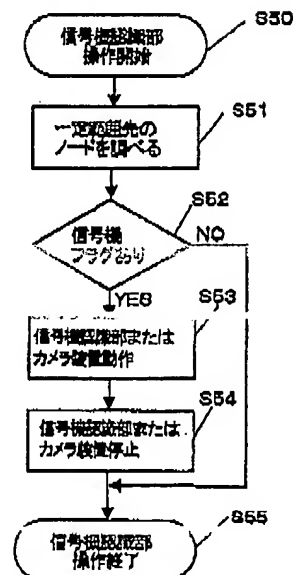 S50
信号機認識部
操作開始
S51
一定範囲先の
ノードを調べる
S52
信号機
フラグあり
NO
YES
S53
信号機認識部または
カメラ装置動作
S54
信号機認識部または
カメラ装置停止
S55
信号機認識部
操作終了